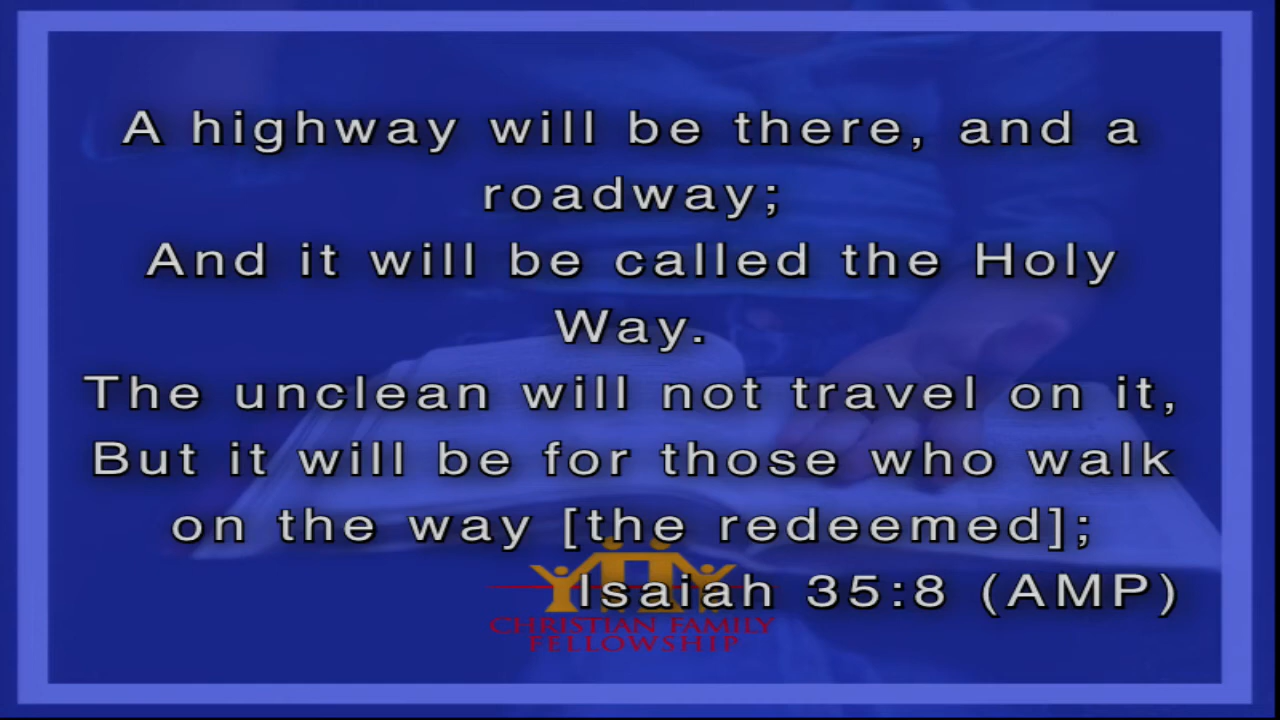 A highway will be there, and a
roadway;
And it will be called the Holy
Way.
The unclean will not travel on it,
But it will be for those who walk
on the way [the redeemed];
Isaiah 35:8 (AMP)
CHRISTIAN FAMILY
FELLOWSHIP